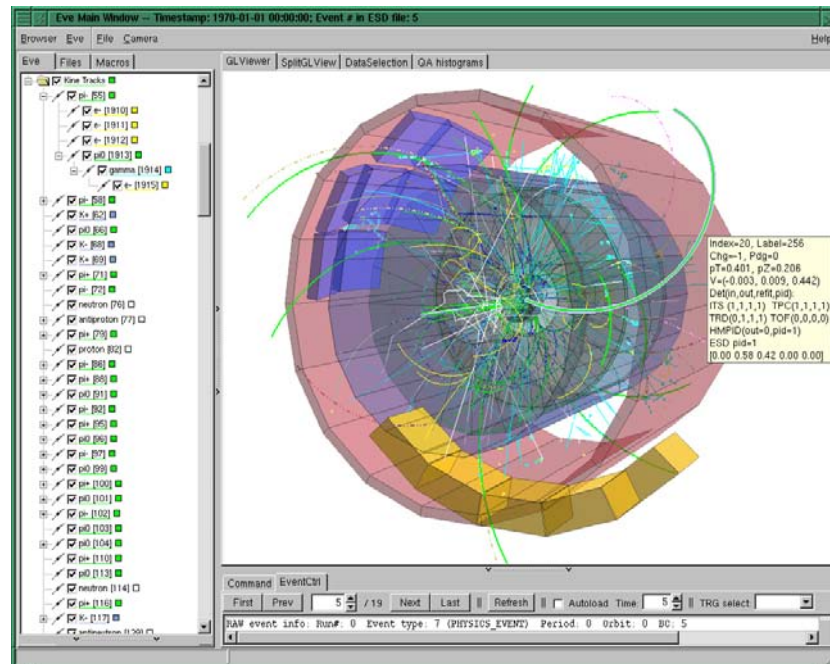 Eve Main Window -- Timestamp: 1970-01-01 00:00:00; Event # in ESD file: 5
Browser Eve File Camera Help
Eve Files Macros
Kine Tracks
pi- [55]
e- [1910]
e- [1911]
e- [1912]
pi0 [1913]
gamma [1914]
e- [1915]
pi- [58]
K+ [62]
pi0 [66]
K- [68]
K+ [69]
pi+ [71]
pi- [72]
neutron [76]
antiproton [77]
pi+ [79]
proton [82]
pi- [86]
pi+ [88]
pi0 [91]
pi- [92]
pi+ [95]
pi0 [96]
pi- [97]
pi0 [99]
pi+ [100]
pi0 [101]
pi- [102]
pi0 [103]
pi0 [104]
pi+ [110]
pi0 [113]
neutron [114]
pi+ [116]
K- [117]
antineutron [129]
GLViewer SplitGLView DataSelection QA histograms
Index=20, Label=256
Chg=-1, Pdg=0
pT=0.401, pZ=0.206
V=(-0.003, 0.009, 0.442)
Det(in,out,refit,pid):
ITS (1,1,1,1) TPC(1,1,1,1)
TRD(0,1,1,1) TOF(0,0,0,0)
HMPID(out=0,pid=1)
ESD pid=1
[0.00 0.58 0.42 0.00 0.00]
Command EventCtrl
First Prev 5 / 19 Next Last || Refresh || Autoload Time: 5 || TRG select:
RAW event info: Run#: 0 Event type: 7 (PHYSICS_EVENT) Period: 0 Orbit: 0 BC: 5